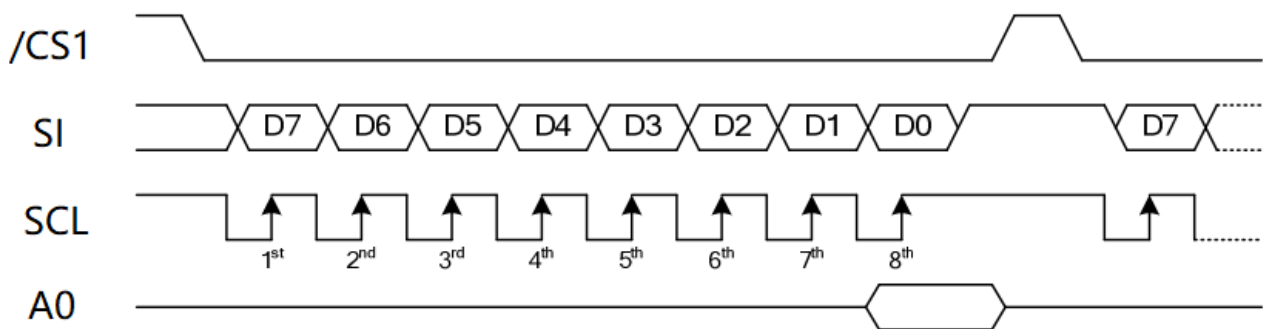 /CS1
SI D7 D6 D5 D4 D3 D2 D1 D0 D7
SCL
1st 2nd 3rd 4th 5th 6th 7th 8th
A0